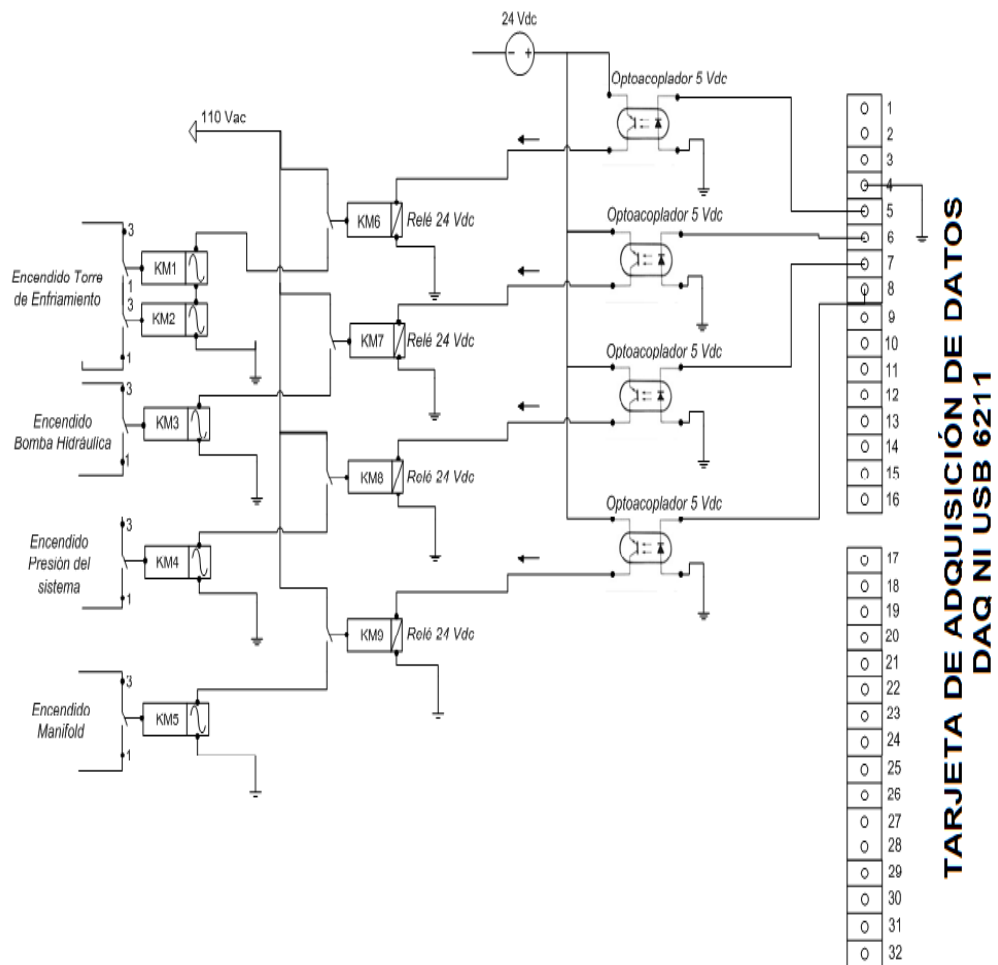 24 Vdc
- +
Optoacoplador 5 Vdc
110 Vac
KM6
Relé 24 Vdc
Optoacoplador 5 Vdc
3
KM1
1
Encendido Torre
de Enfriamiento
3
KM2
1
KM7
Relé 24 Vdc
Optoacoplador 5 Vdc
3
KM3
1
Encendido
Bomba Hidráulica
KM8
Relé 24 Vdc
Optoacoplador 5 Vdc
3
KM4
1
Encendido
Presión del
sistema
KM9
Relé 24 Vdc
3
KM5
1
Encendido
Manifold
1
2
3
4
5
6
7
8
9
10
11
12
13
14
15
16
17
18
19
20
21
22
23
24
25
26
27
28
29
30
31
32
TARJETA DE ADQUISICIÓN DE DATOS
DAQ NI USB 6211